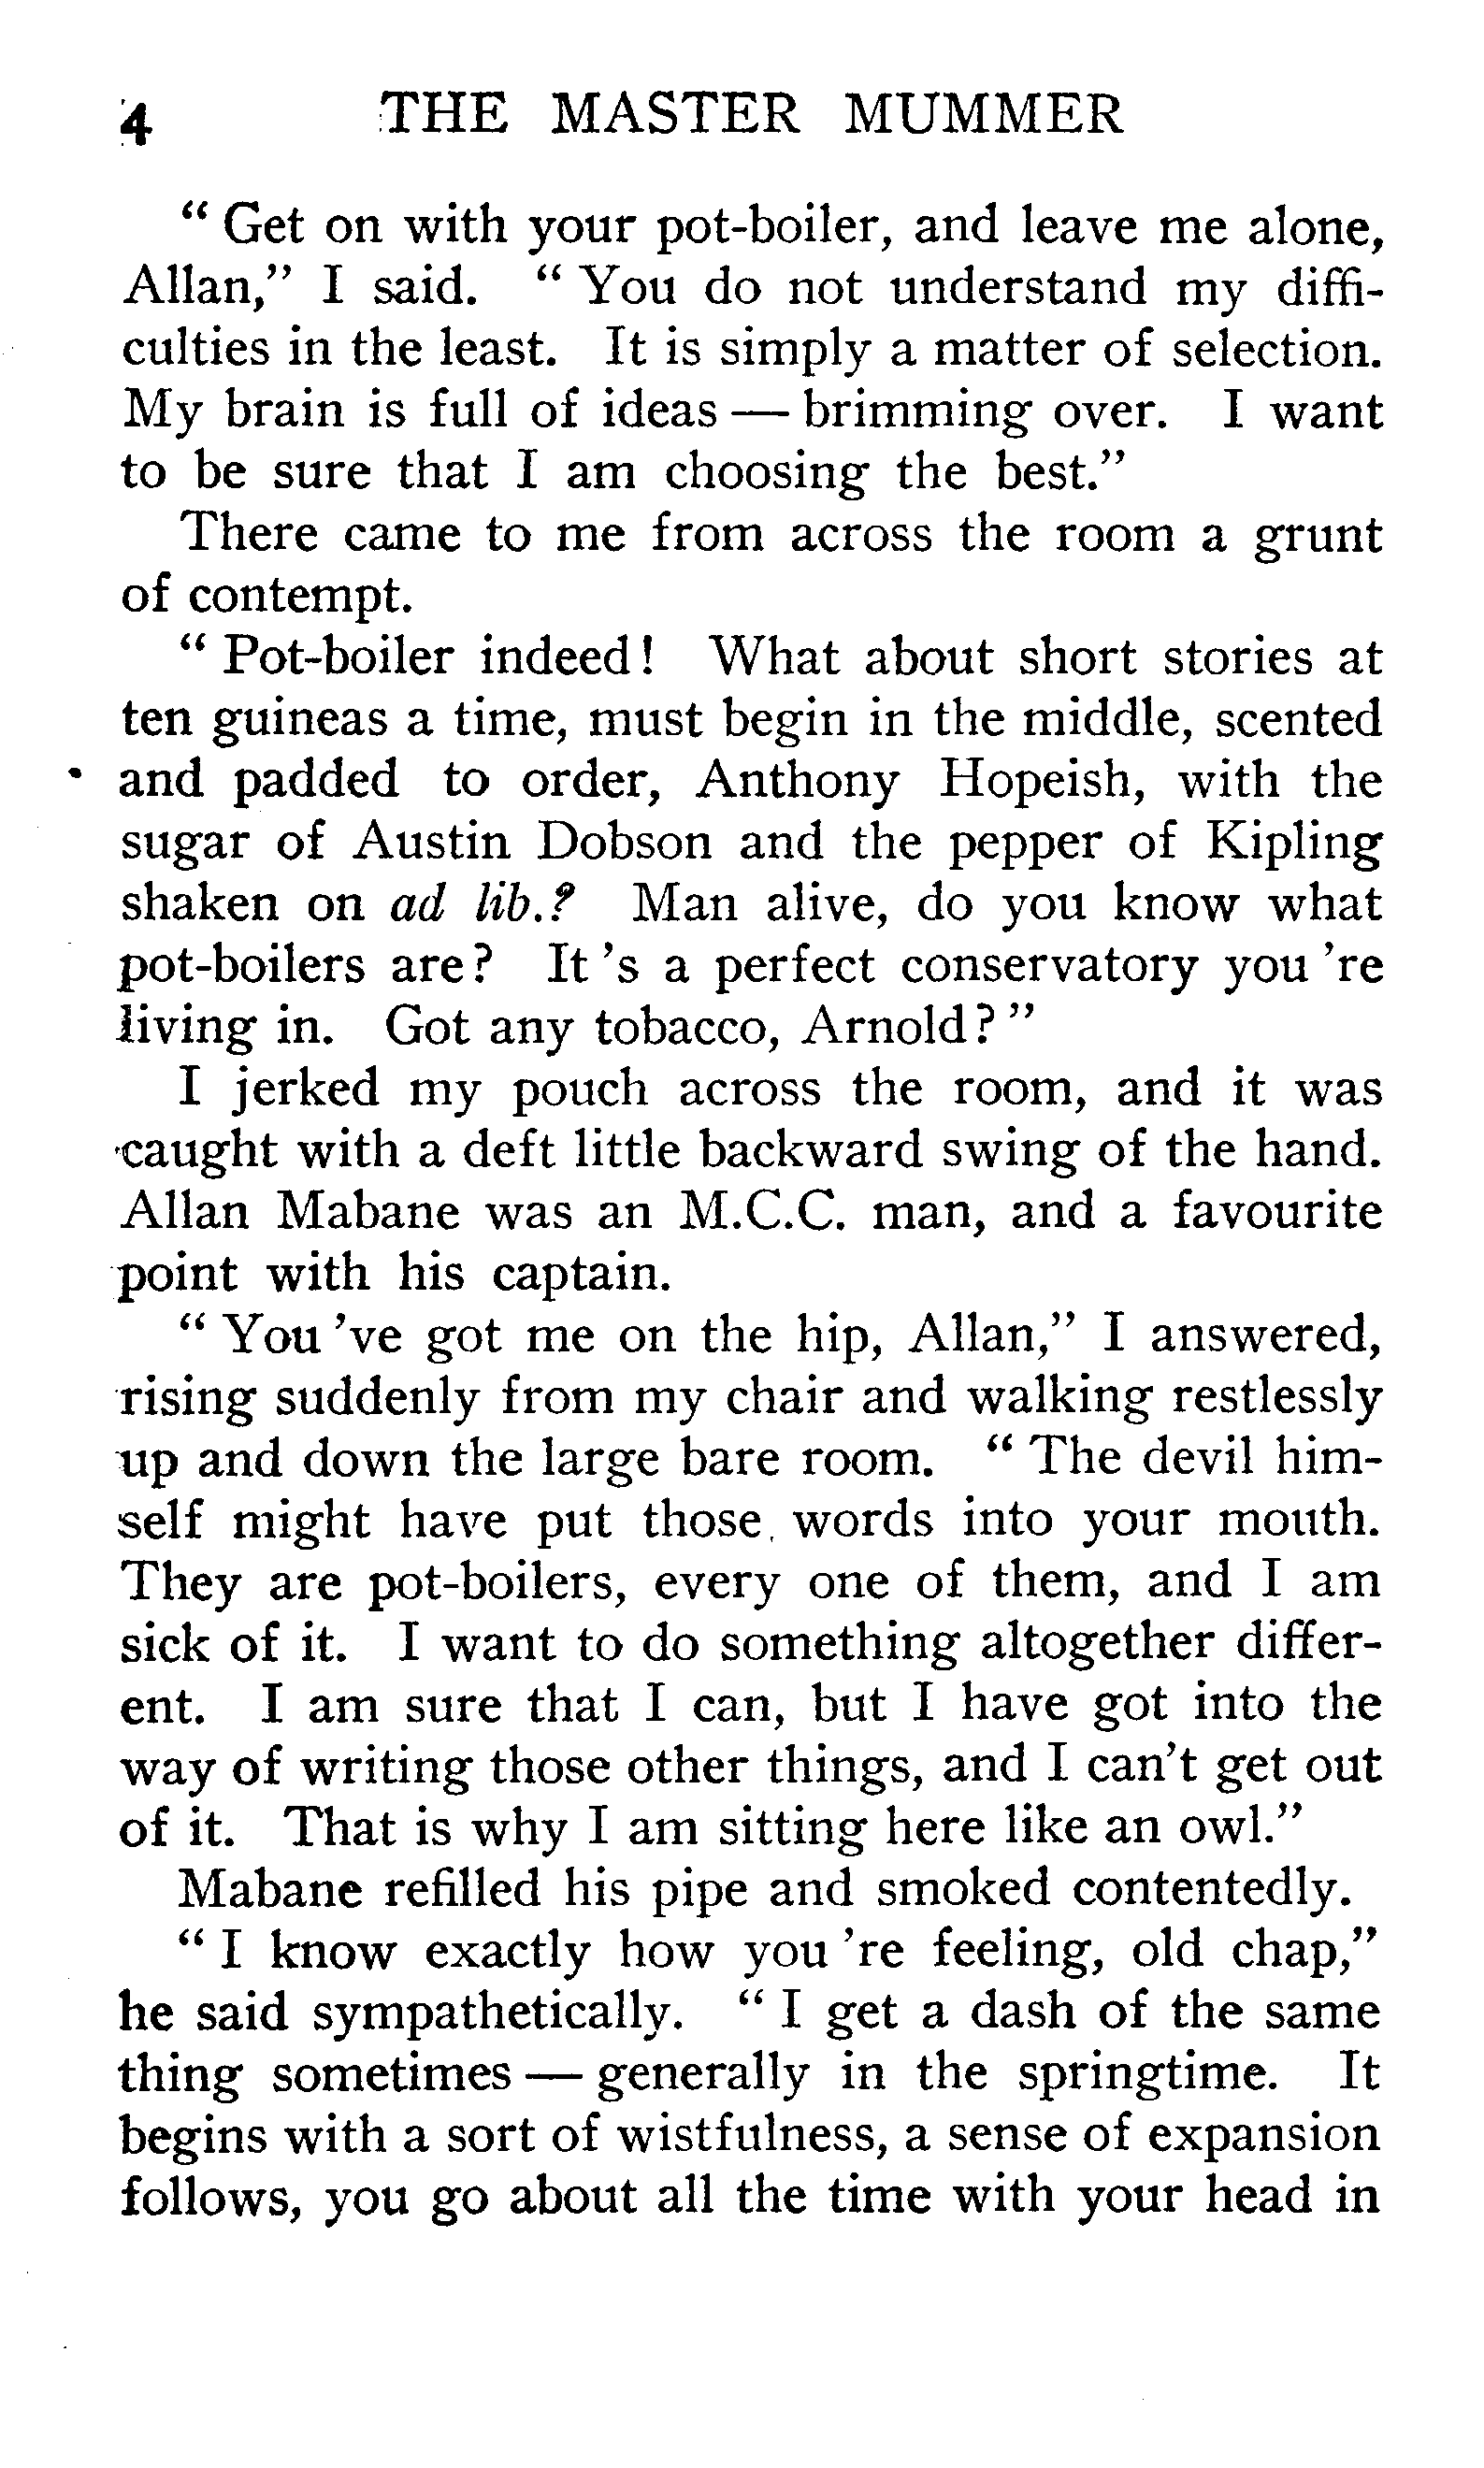 4 THE MASTER MUMMER
" Get on with your pot-boiler, and leave me alone,
Allan," I said. " You do not understand my diffi-
culties in the least. It is simply a matter of selection.
My brain is full of ideas — brimming over. I want
to be sure that I am choosing the best."
There came to me from across the room a grunt
of contempt.
" Pot-boiler indeed! What about short stories at
ten guineas a time, must begin in the middle, scented
and padded to order, Anthony Hopeish, with the
sugar of Austin Dobson and the pepper of Kipling
shaken on ad lib.? Man alive, do you know what
pot-boilers are? It 's a perfect conservatory you 're
living in. Got any tobacco, Arnold? "
I jerked my pouch across the room, and it was
caught with a deft little backward swing of the hand.
Allan Mabane was an M.C.C. man, and a favourite
point with his captain.
" You 've got me on the hip, Allan," I answered,
rising suddenly from my chair and walking restlessly
up and down the large bare room. " The devil him-
self might have put those words into your mouth.
They are pot-boilers, every one of them, and I am
sick of it. I want to do something altogether differ-
ent. I am sure that I can, but I have got into the
way of writing those other things, and I can't get out
of it. That is why I am sitting here like an owl."
Mabane refilled his pipe and smoked contentedly.
" I know exactly how you 're feeling, old chap,"
he said sympathetically. " I get a dash of the same
thing sometimes — generally in the springtime. It
begins with a sort of wistfulness, a sense of expansion
follows, you go about all the time with your head in